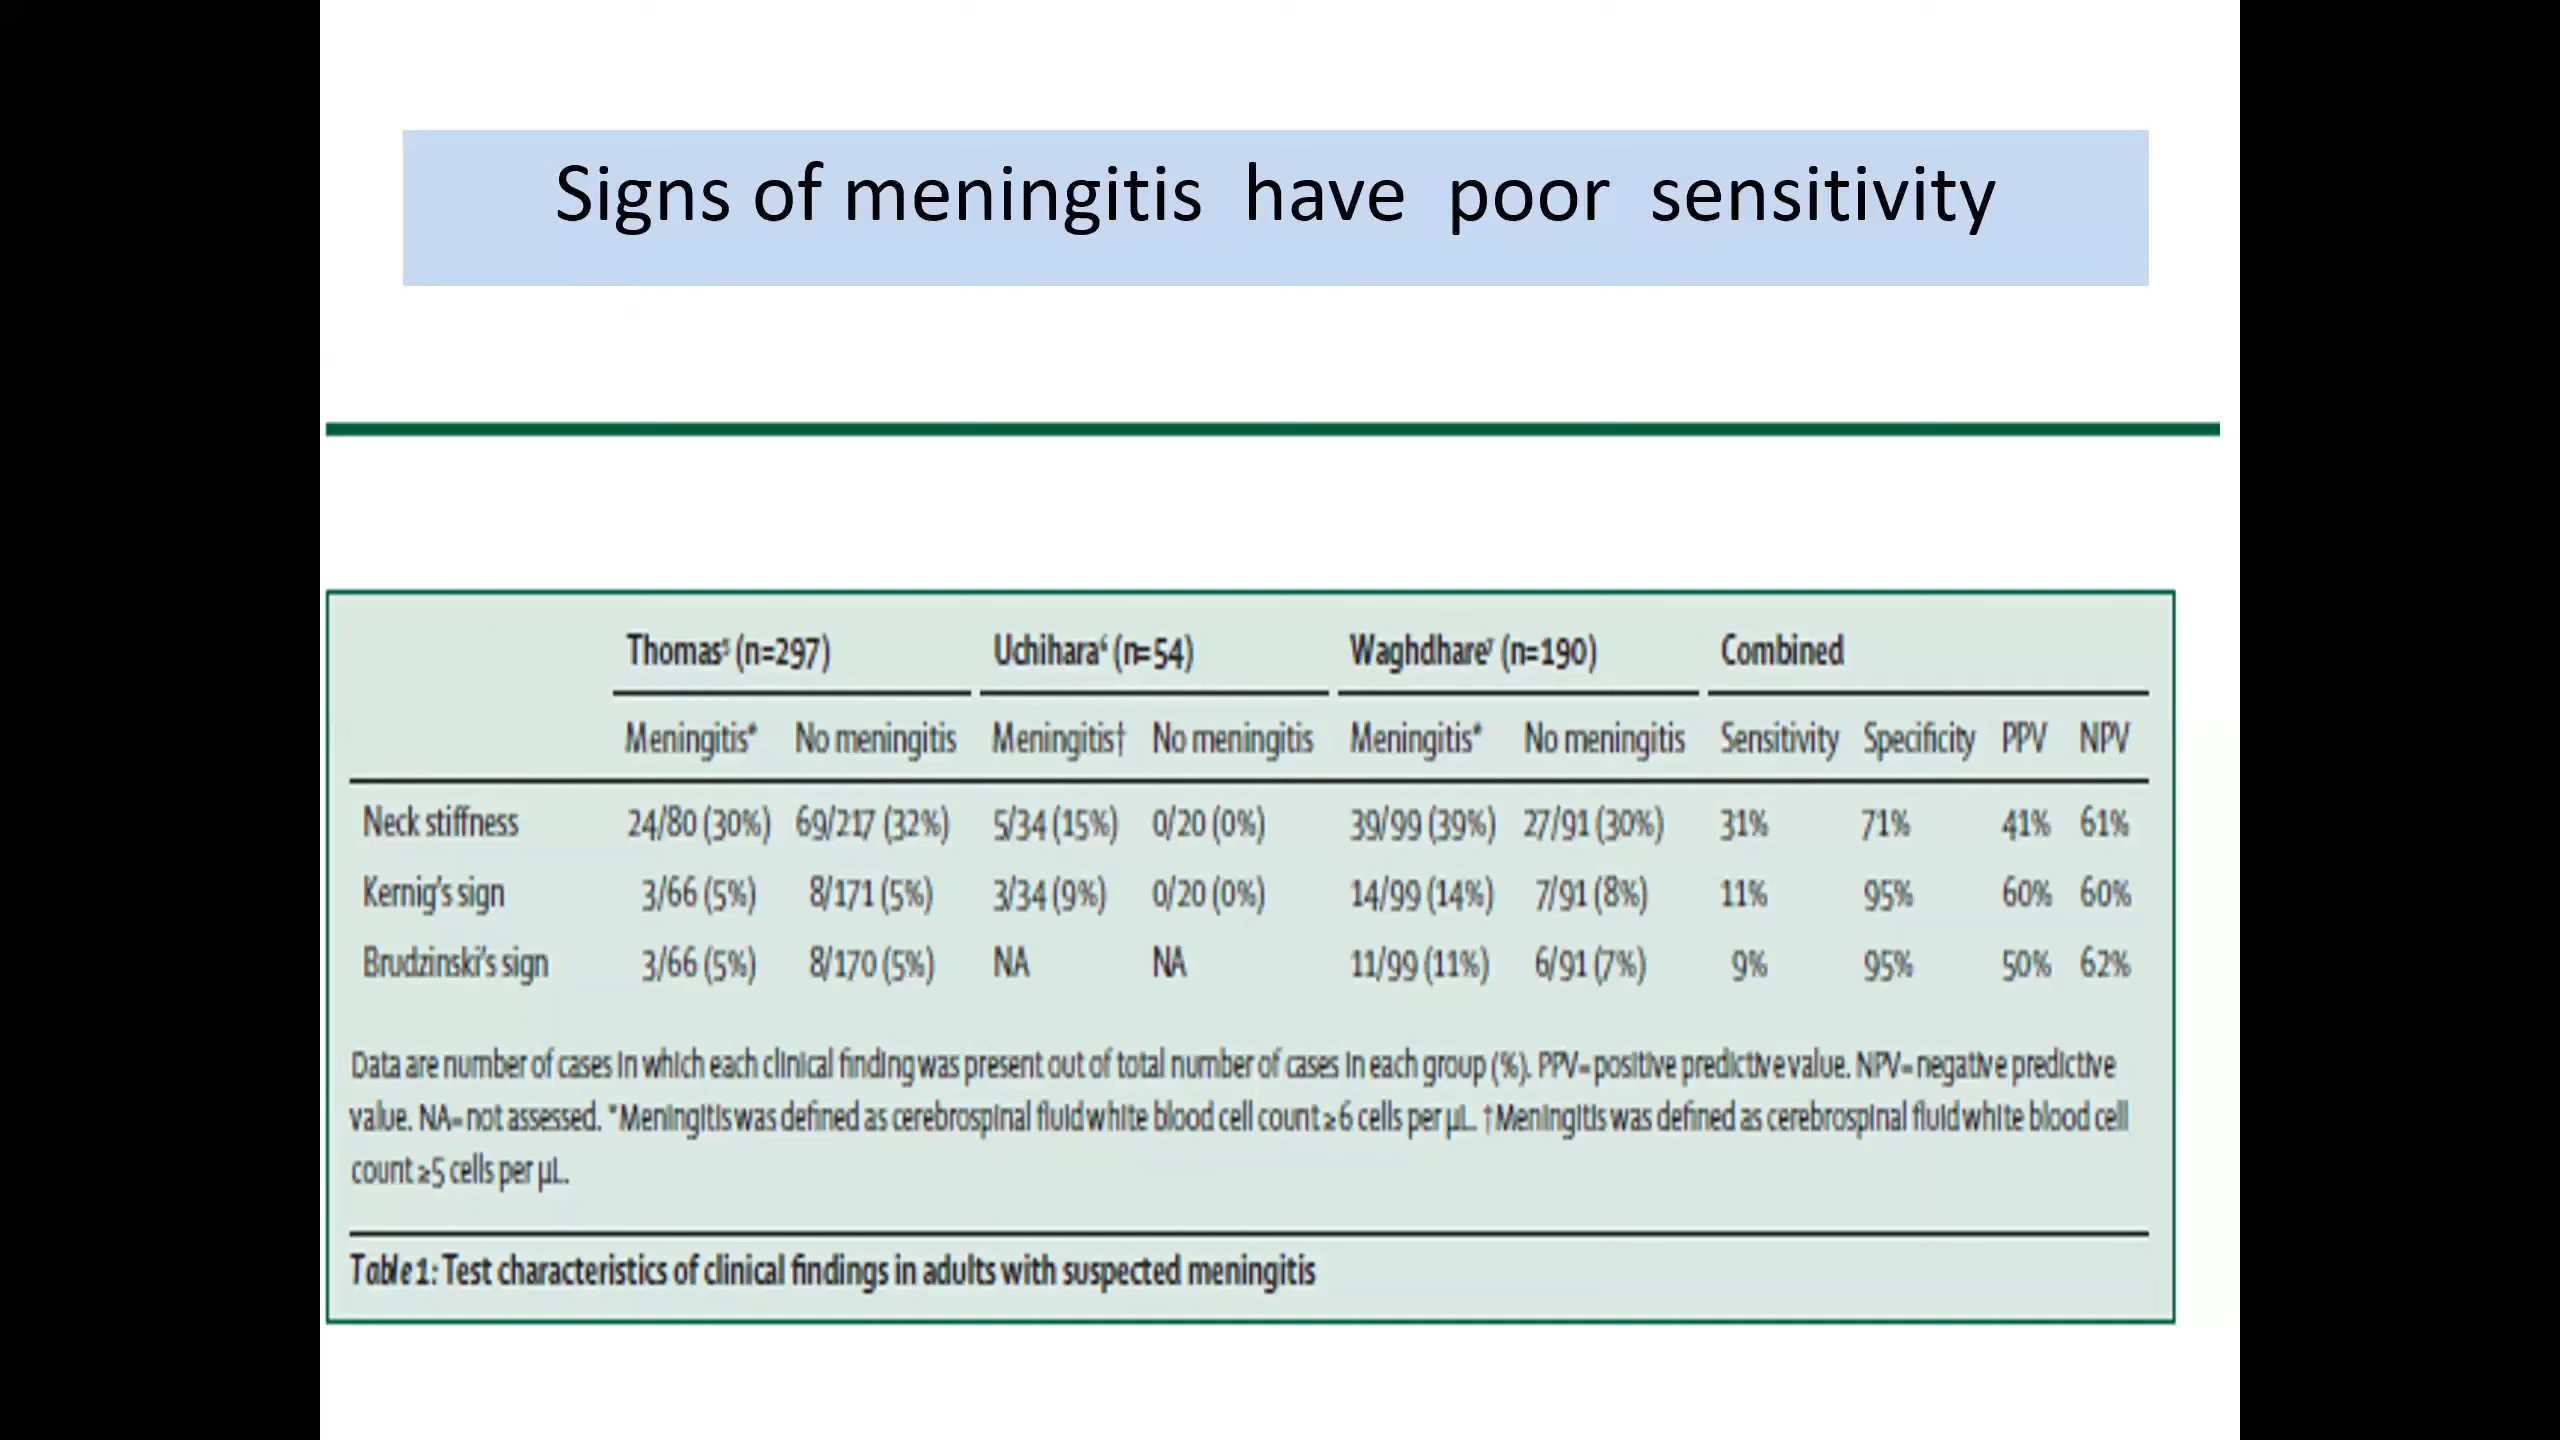 Signs of meningitis have poor sensitivity
Thomas⁵ (n=297) Uchihara⁶ (n=54) Waghdhare⁷ (n=190) Combined
Meningitis* No meningitis Meningitis† No meningitis Meningitis* No meningitis Sensitivity Specificity PPV NPV
Neck stiffness 24/80 (30%) 69/217 (32%) 5/34 (15%) 0/20 (0%) 39/99 (39%) 27/91 (30%) 31% 71% 41% 61%
Kernig's sign 3/66 (5%) 8/171 (5%) 3/34 (9%) 0/20 (0%) 14/99 (14%) 7/91 (8%) 11% 95% 60% 60%
Brudzinski's sign 3/66 (5%) 8/170 (5%) NA NA 11/99 (11%) 6/91 (7%) 9% 95% 50% 62%
Data are number of cases in which each clinical finding was present out of total number of cases in each group (%). PPV=positive predictive value. NPV=negative predictive
value. NA=not assessed. *Meningitis was defined as cerebrospinal fluid white blood cell count ≥6 cells per µL. †Meningitis was defined as cerebrospinal fluid white blood cell
count ≥5 cells per µL.
Table 1: Test characteristics of clinical findings in adults with suspected meningitis